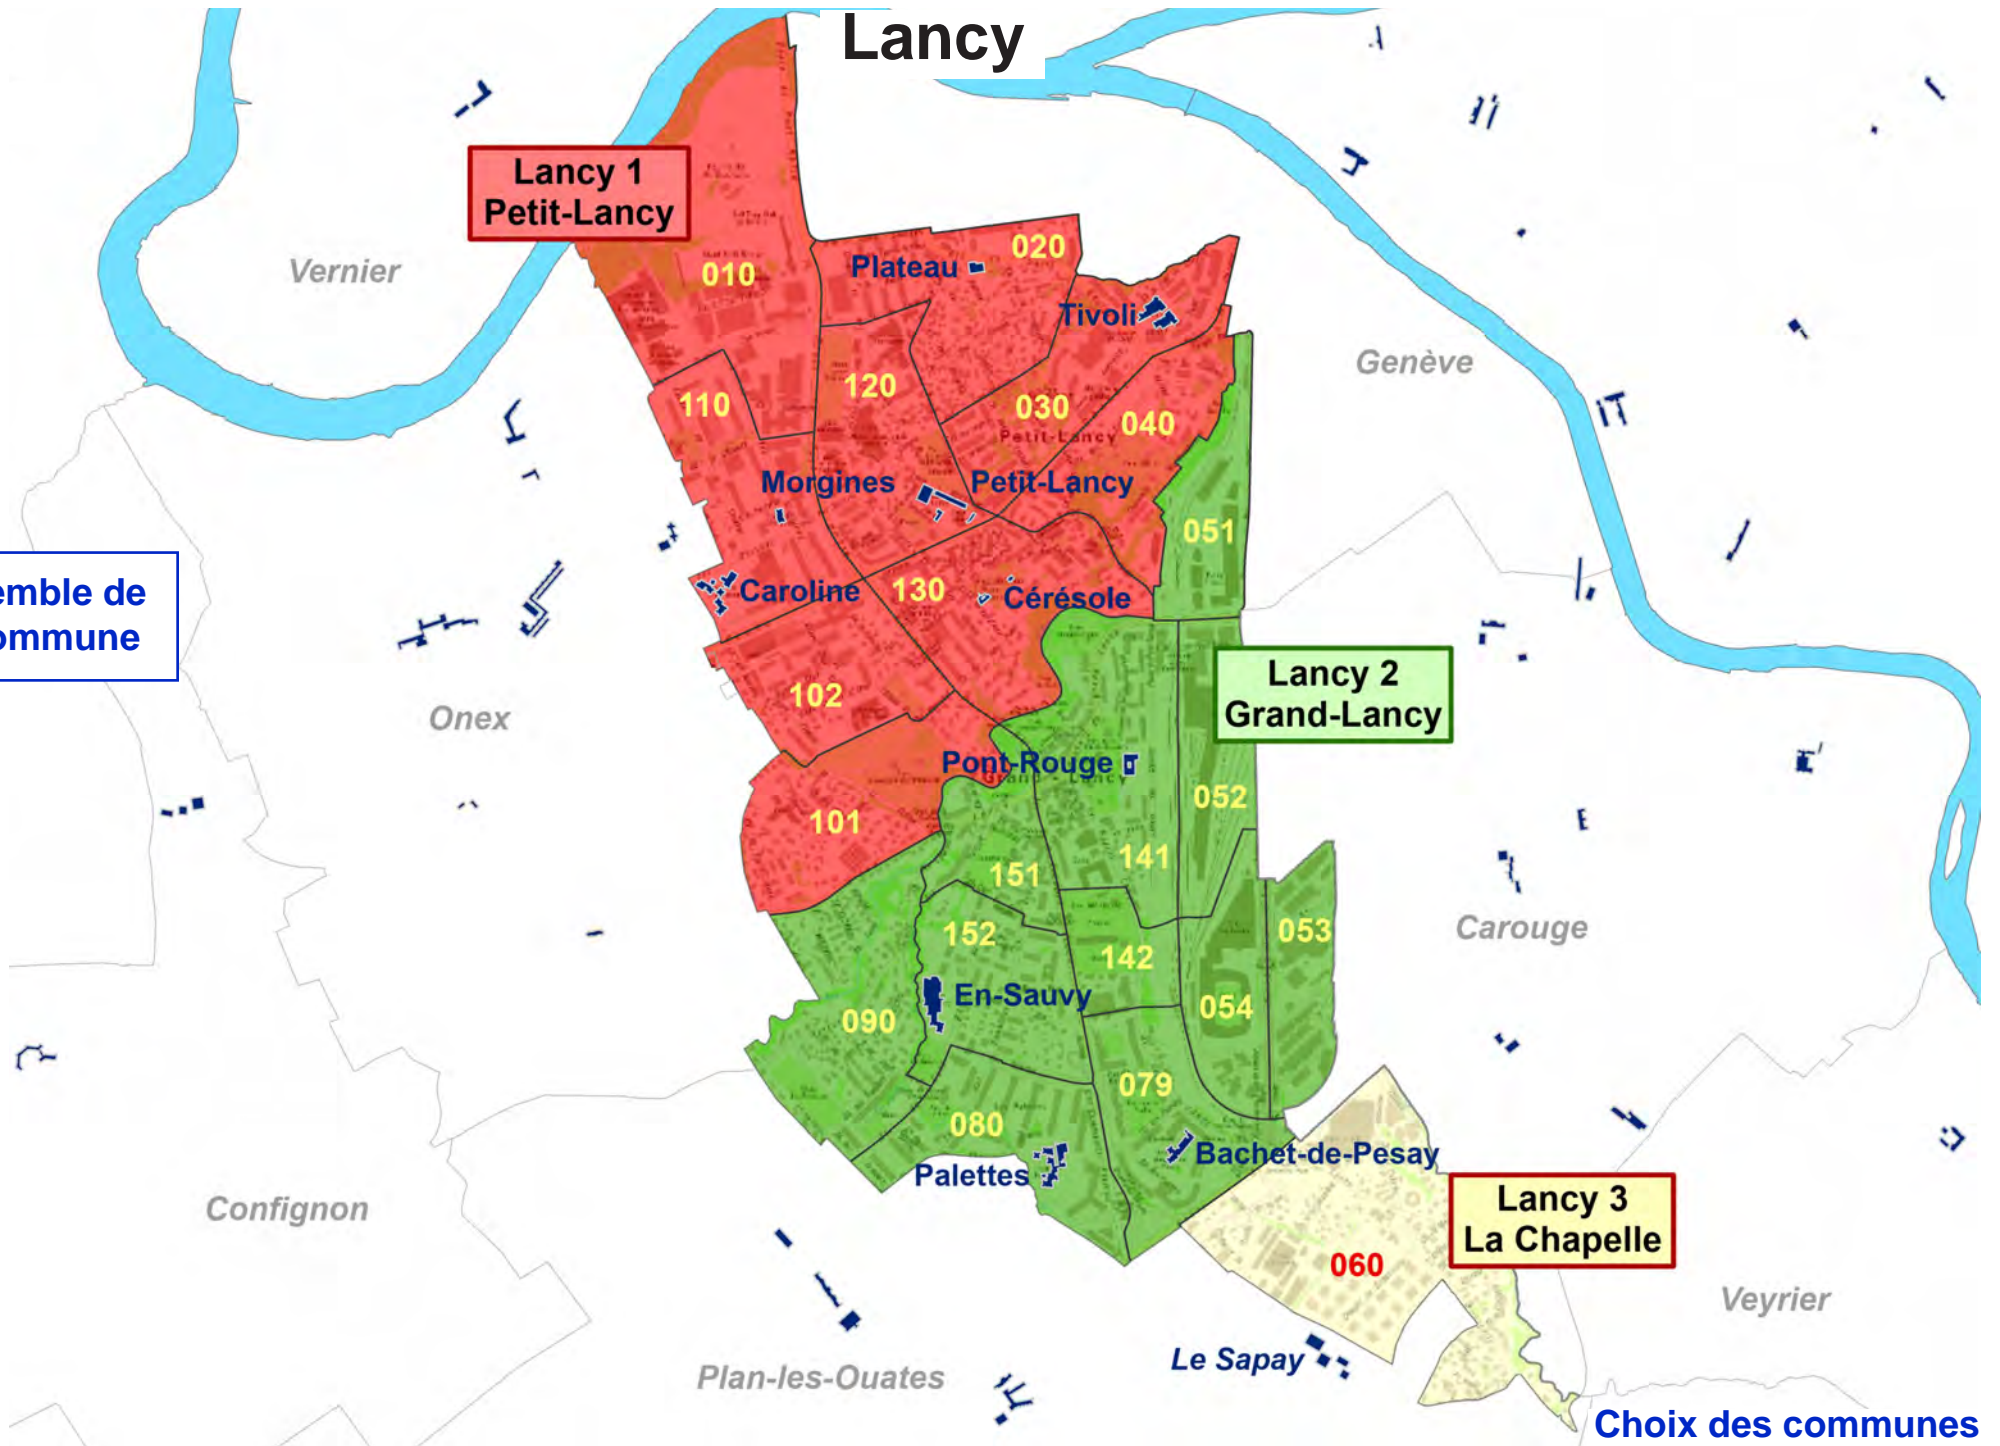 Lancy
Lancy 1
Petit-Lancy
020
Plateau
Vernier
010
Tivoli
Genève
120
110
030
040
Petit-Lancy
Morgines
Petit-Lancy
051
emble de
ommune
130
Caroline
Cérésole
Lancy 2
Grand-Lancy
102
Onex
Pont-Rouge
Grand - Lancy
052
101
141
151
Carouge
053
152
142
En-Sauvy
054
090
079
080
Bachet-de-Pesay
Palettes
Lancy 3
La Chapelle
Confignon
060
Veyrier
Le Sapay
Plan-les-Ouates
Choix des communes